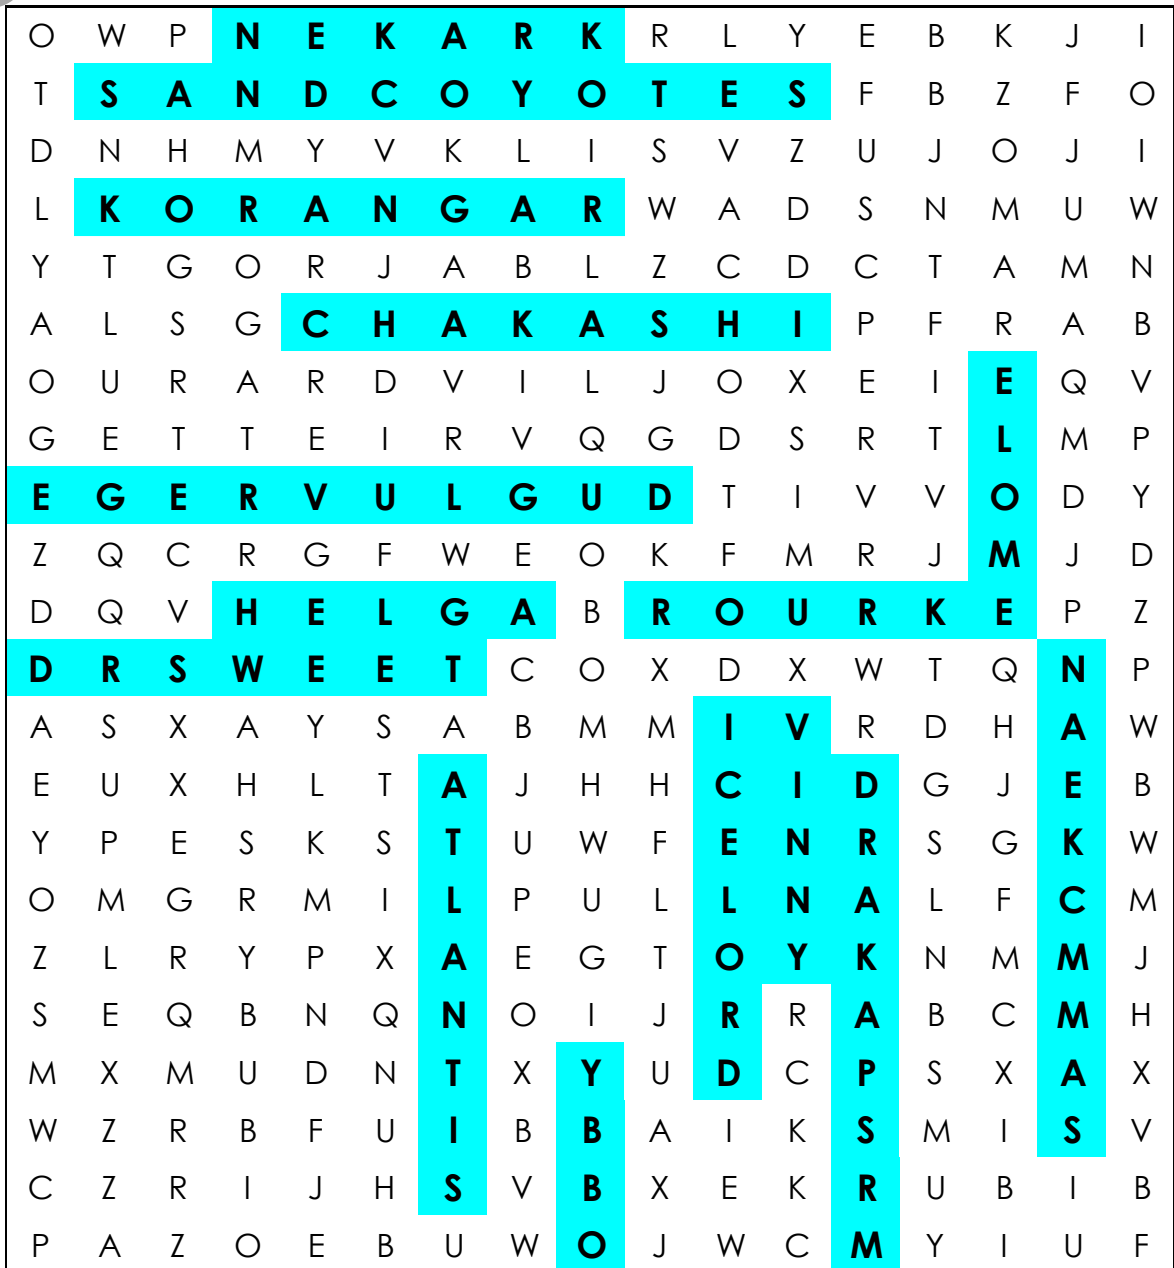 O W P N E K A R K R L Y E B K J I
T S A N D C O Y O T E S F B Z F O
D N H M Y V K L I S V Z U J O J I
L K O R A N G A R W A D S N M U W
Y T G O R J A B L Z C D C T A M N
A L S G C H A K A S H I P F R A B
O U R A R D V I L J O X E I E Q V
G E T T E I R V Q G D S R T L M P
E G E R V U L G U D T I V V O D Y
Z Q C R G F W E O K F M R J M J D
D Q V H E L G A B R O U R K E P Z
D R S W E E T C O X D X W T Q N P
A S X A Y S A B M M I V R D H A W
E U X H L T A J H H C I D G J E B
Y P E S K S T U W F E N R S G K W
O M G R M I L P U L L N A L F C M
Z L R Y P X A E G T O Y K N M M J
S E Q B N Q N O I J R R A B C M H
M X M U D N T X Y U D C P S X A X
W Z R B F U I B B A I K S M I S V
C Z R I J H S V B X E K R U B I B
P A Z O E B U W O J W C M Y I U F